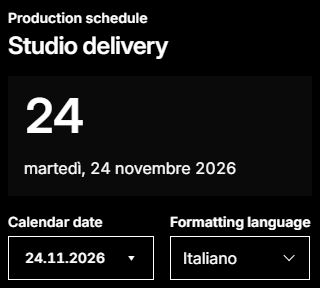 Production schedule
Studio delivery
24
martedì, 24 novembre 2026
Calendar date
Formatting language
24.11.2026
Italiano